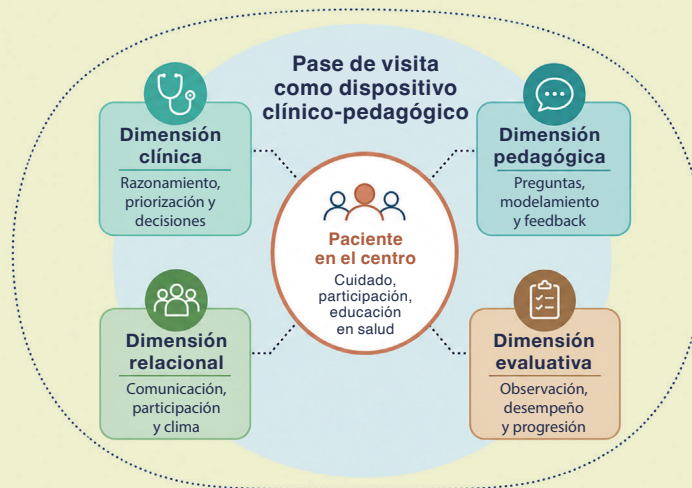 Pase de visita
como dispositivo
clínico-pedagógico
Dimensión
clínica
Razonamiento,
priorización y
decisiones
Dimensión
pedagógica
Preguntas,
modelamiento
y feedback
Paciente
en el centro
Cuidado,
participación,
educación
en salud
Dimensión
relacional
Comunicación,
participación
y clima
Dimensión
evaluativa
Observación,
desempeño
y progresión